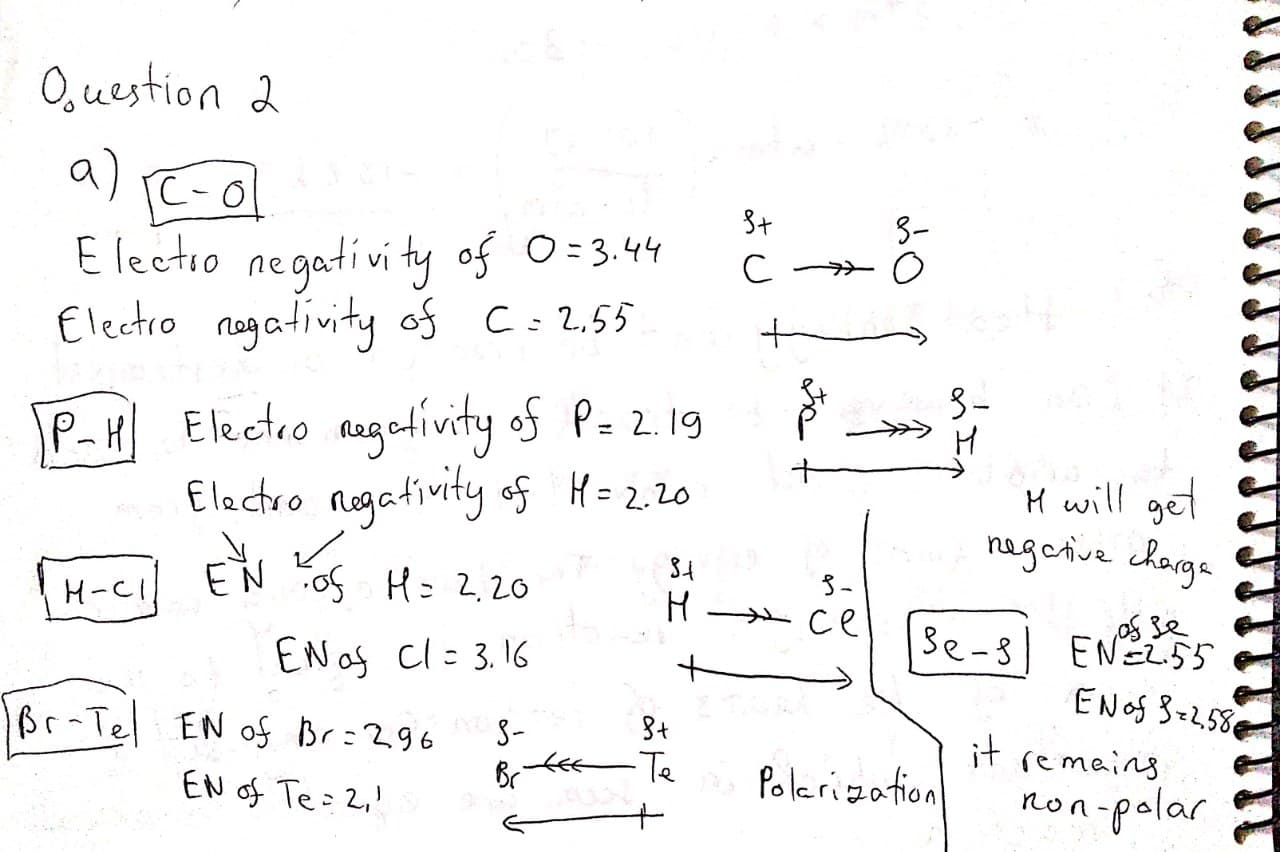 Question 2
a) C-O
Electro negativity of O = 3.44
Electro negativity of C = 2,55
δ+ δ-
C →→ O
P-H Electro negativity of P = 2.19
Electro negativity of H = 2.20
δ+ δ-
P →→→ H
H will get
negative charge
H-Cl EN of H = 2,20
EN of Cl = 3.16
δ+ δ-
H →→ Cl
Br-Te EN of Br = 2,96
EN of Te = 2,1
δ- δ+
Br ←←← Te
Polarization
Se-S EN of Se = 2.55
EN of S = 2,58
it remains
non-polar